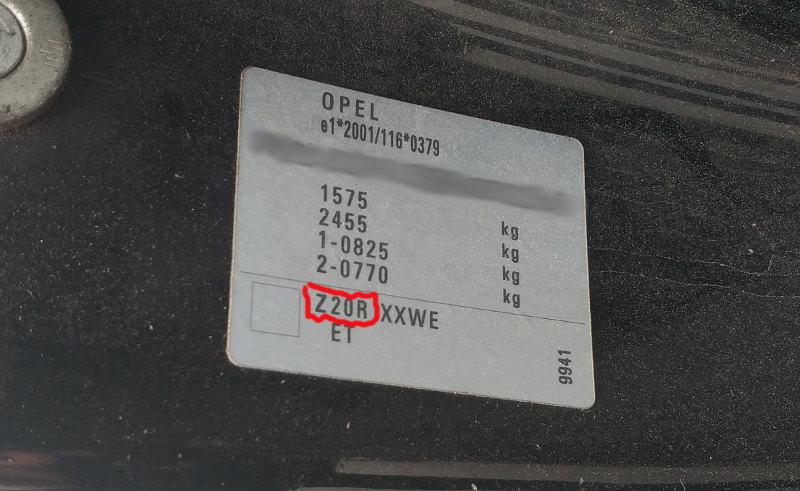 OPEL
e1*2001/116*0379
1575 kg
2455 kg
1-0825 kg
2-0770 kg
Z20R XXWE
ET
9941